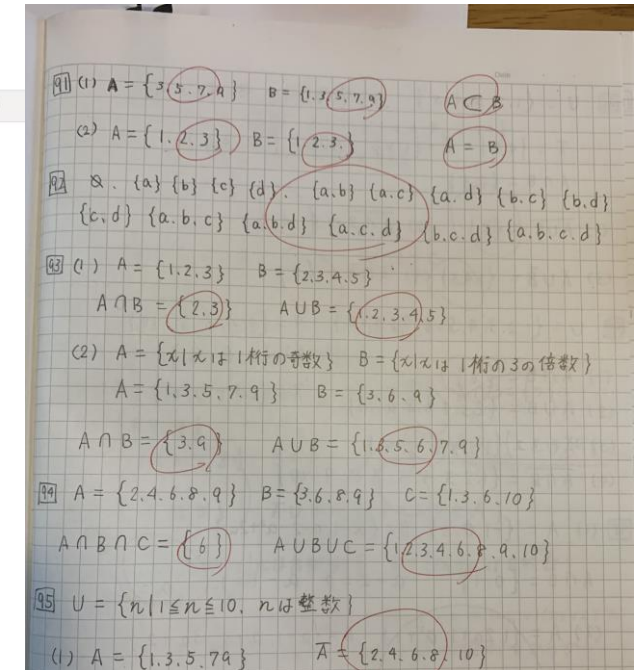 91 (1) A = {3.5.7.9} B = {1.3.5.7.9} A ⊂ B
(2) A = {1.2.3} B = {1.2.3.} A = B
92 ∅. {a} {b} {c} {d}. {a.b} {a.c} {a.d} {b.c} {b.d}
{c.d} {a.b.c} {a.b.d} {a.c.d} {b.c.d} {a.b.c.d}
93 (1) A = {1.2.3} B = {2.3.4.5}
A∩B = {2.3} A∪B = {1.2.3.4.5}
(2) A = {x|xは1桁の奇数} B = {x|xは1桁の3の倍数}
A = {1.3.5.7.9} B = {3.6.9}
A∩B = {3.9} A∪B = {1.3.5.6.7.9}
94 A = {2.4.6.8.9} B = {3.6.8.9} C = {1.3.6.10}
A∩B∩C = {6} A∪B∪C = {1.2.3.4.6.8.9.10}
95 U = {n|1≦n≦10, nは整数}
(1) A = {1.3.5.79} A̅ = {2.4.6.8.10}